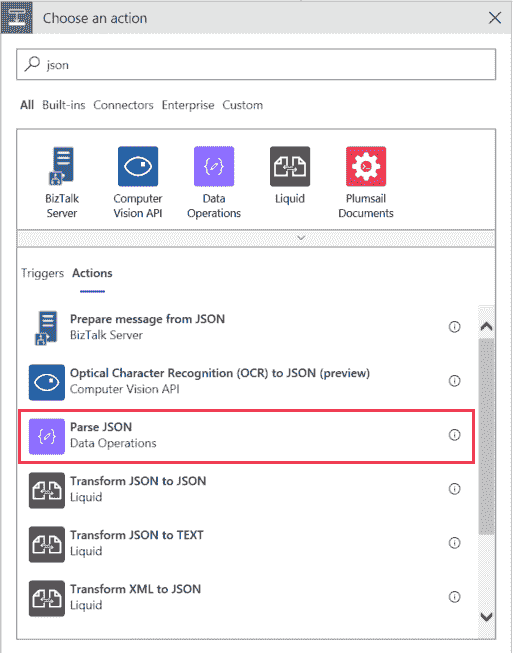 Choose an action
json
All Built-ins Connectors Enterprise Custom
BizTalk Server
Computer Vision API
Data Operations
Liquid
Plumsail Documents
Triggers Actions
Prepare message from JSON
BizTalk Server
Optical Character Recognition (OCR) to JSON (preview)
Computer Vision API
Parse JSON
Data Operations
Transform JSON to JSON
Liquid
Transform JSON to TEXT
Liquid
Transform XML to JSON
Liquid